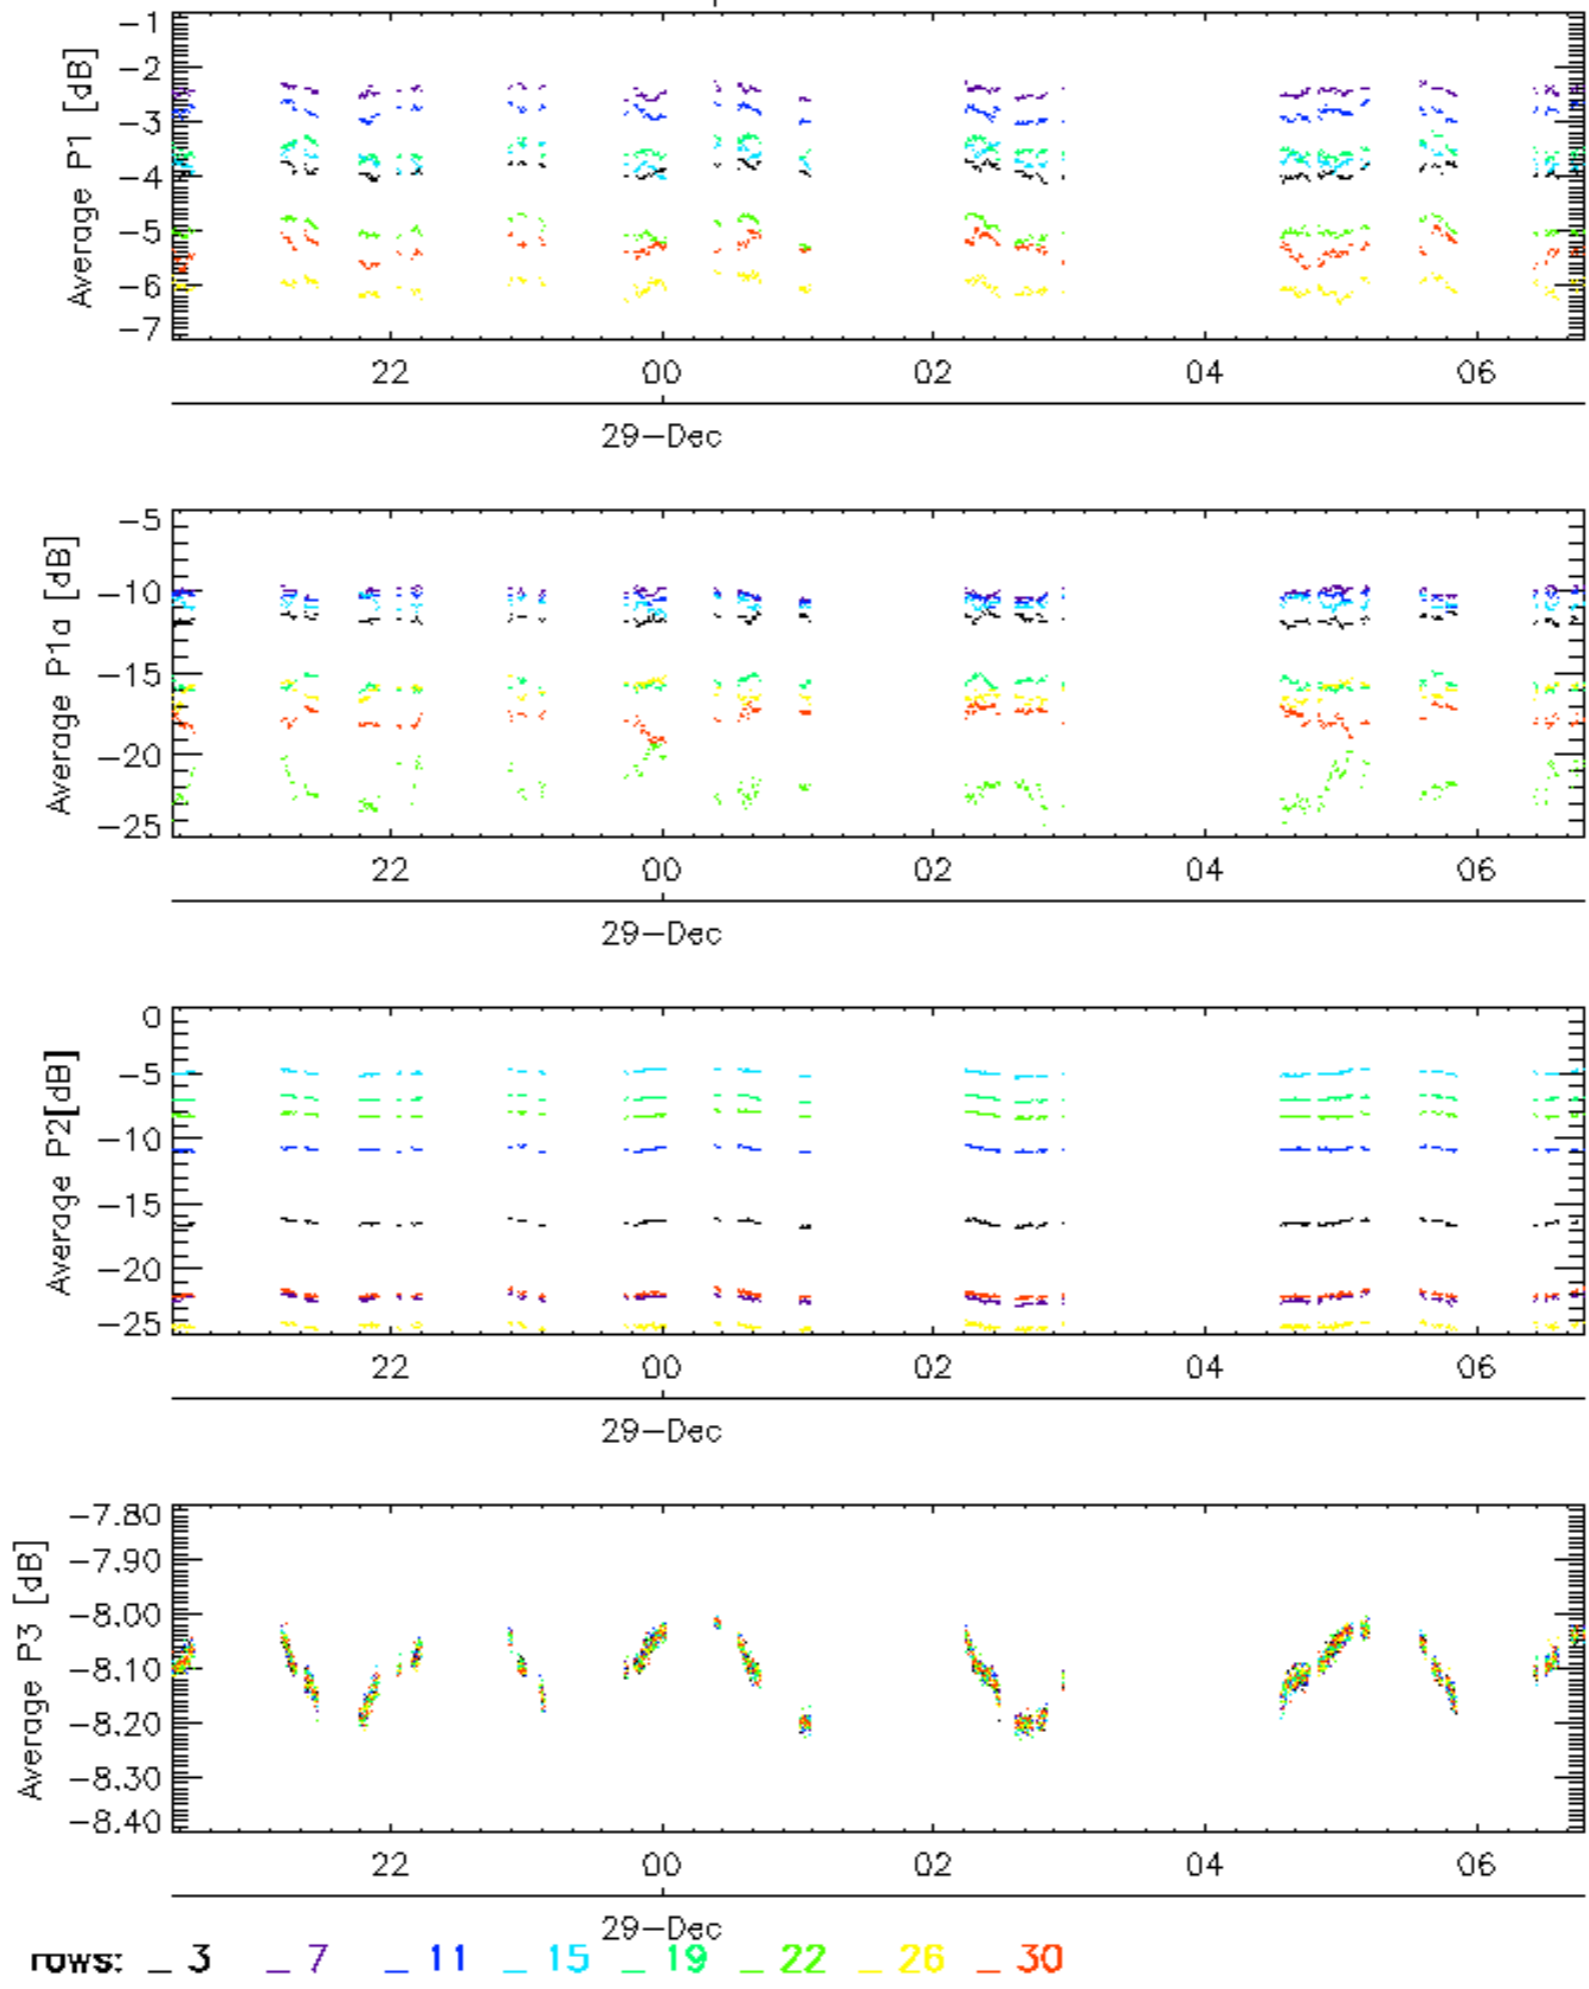 Average P1 [dB]
-1
-2
-3
-4
-5
-6
-7
22 00 02 04 06
29-Dec
Average P1a [dB]
-5
-10
-15
-20
-25
22 00 02 04 06
29-Dec
Average P2[dB]
0
-5
-10
-15
-20
-25
22 00 02 04 06
29-Dec
Average P3 [dB]
-7.80
-7.90
-8.00
-8.10
-8.20
-8.30
-8.40
22 00 02 04 06
29-Dec
rows: _ 3 _ 7 _ 11 _ 15 _ 19 _ 22 _ 26 _ 30